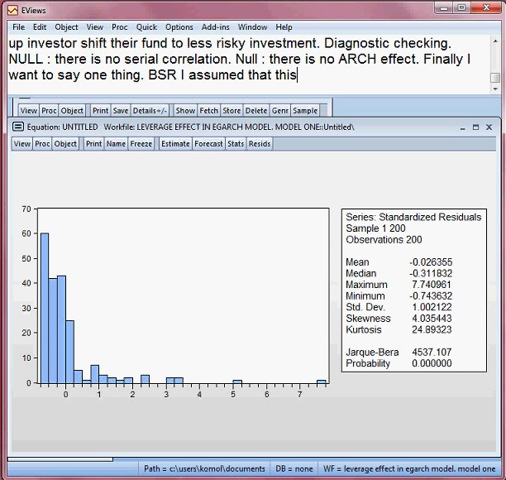 EViews
File Edit Object View Proc Quick Options Add-ins Window Help
up investor shift their fund to less risky investment. Diagnostic checking.
NULL : there is no serial correlation. Null : there is no ARCH effect. Finally I
want to say one thing. BSR I assumed that this
View Proc Object Print Save Details+/- Show Fetch Store Delete Genr Sample
Equation: UNTITLED Workfile: LEVERAGE EFFECT IN EGARCH MODEL. MODEL ONE::Untitled\
View Proc Object Print Name Freeze Estimate Forecast Stats Resids
70
60
50
40
30
20
10
0
0 1 2 3 4 5 6 7
Series: Standardized Residuals
Sample 1 200
Observations 200
Mean -0.026355
Median -0.311832
Maximum 7.740961
Minimum -0.743632
Std. Dev. 1.002122
Skewness 4.035443
Kurtosis 24.89323
Jarque-Bera 4537.107
Probability 0.000000
Path = c:\users\komol\documents DB = none WF = leverage effect in egarch model. model one